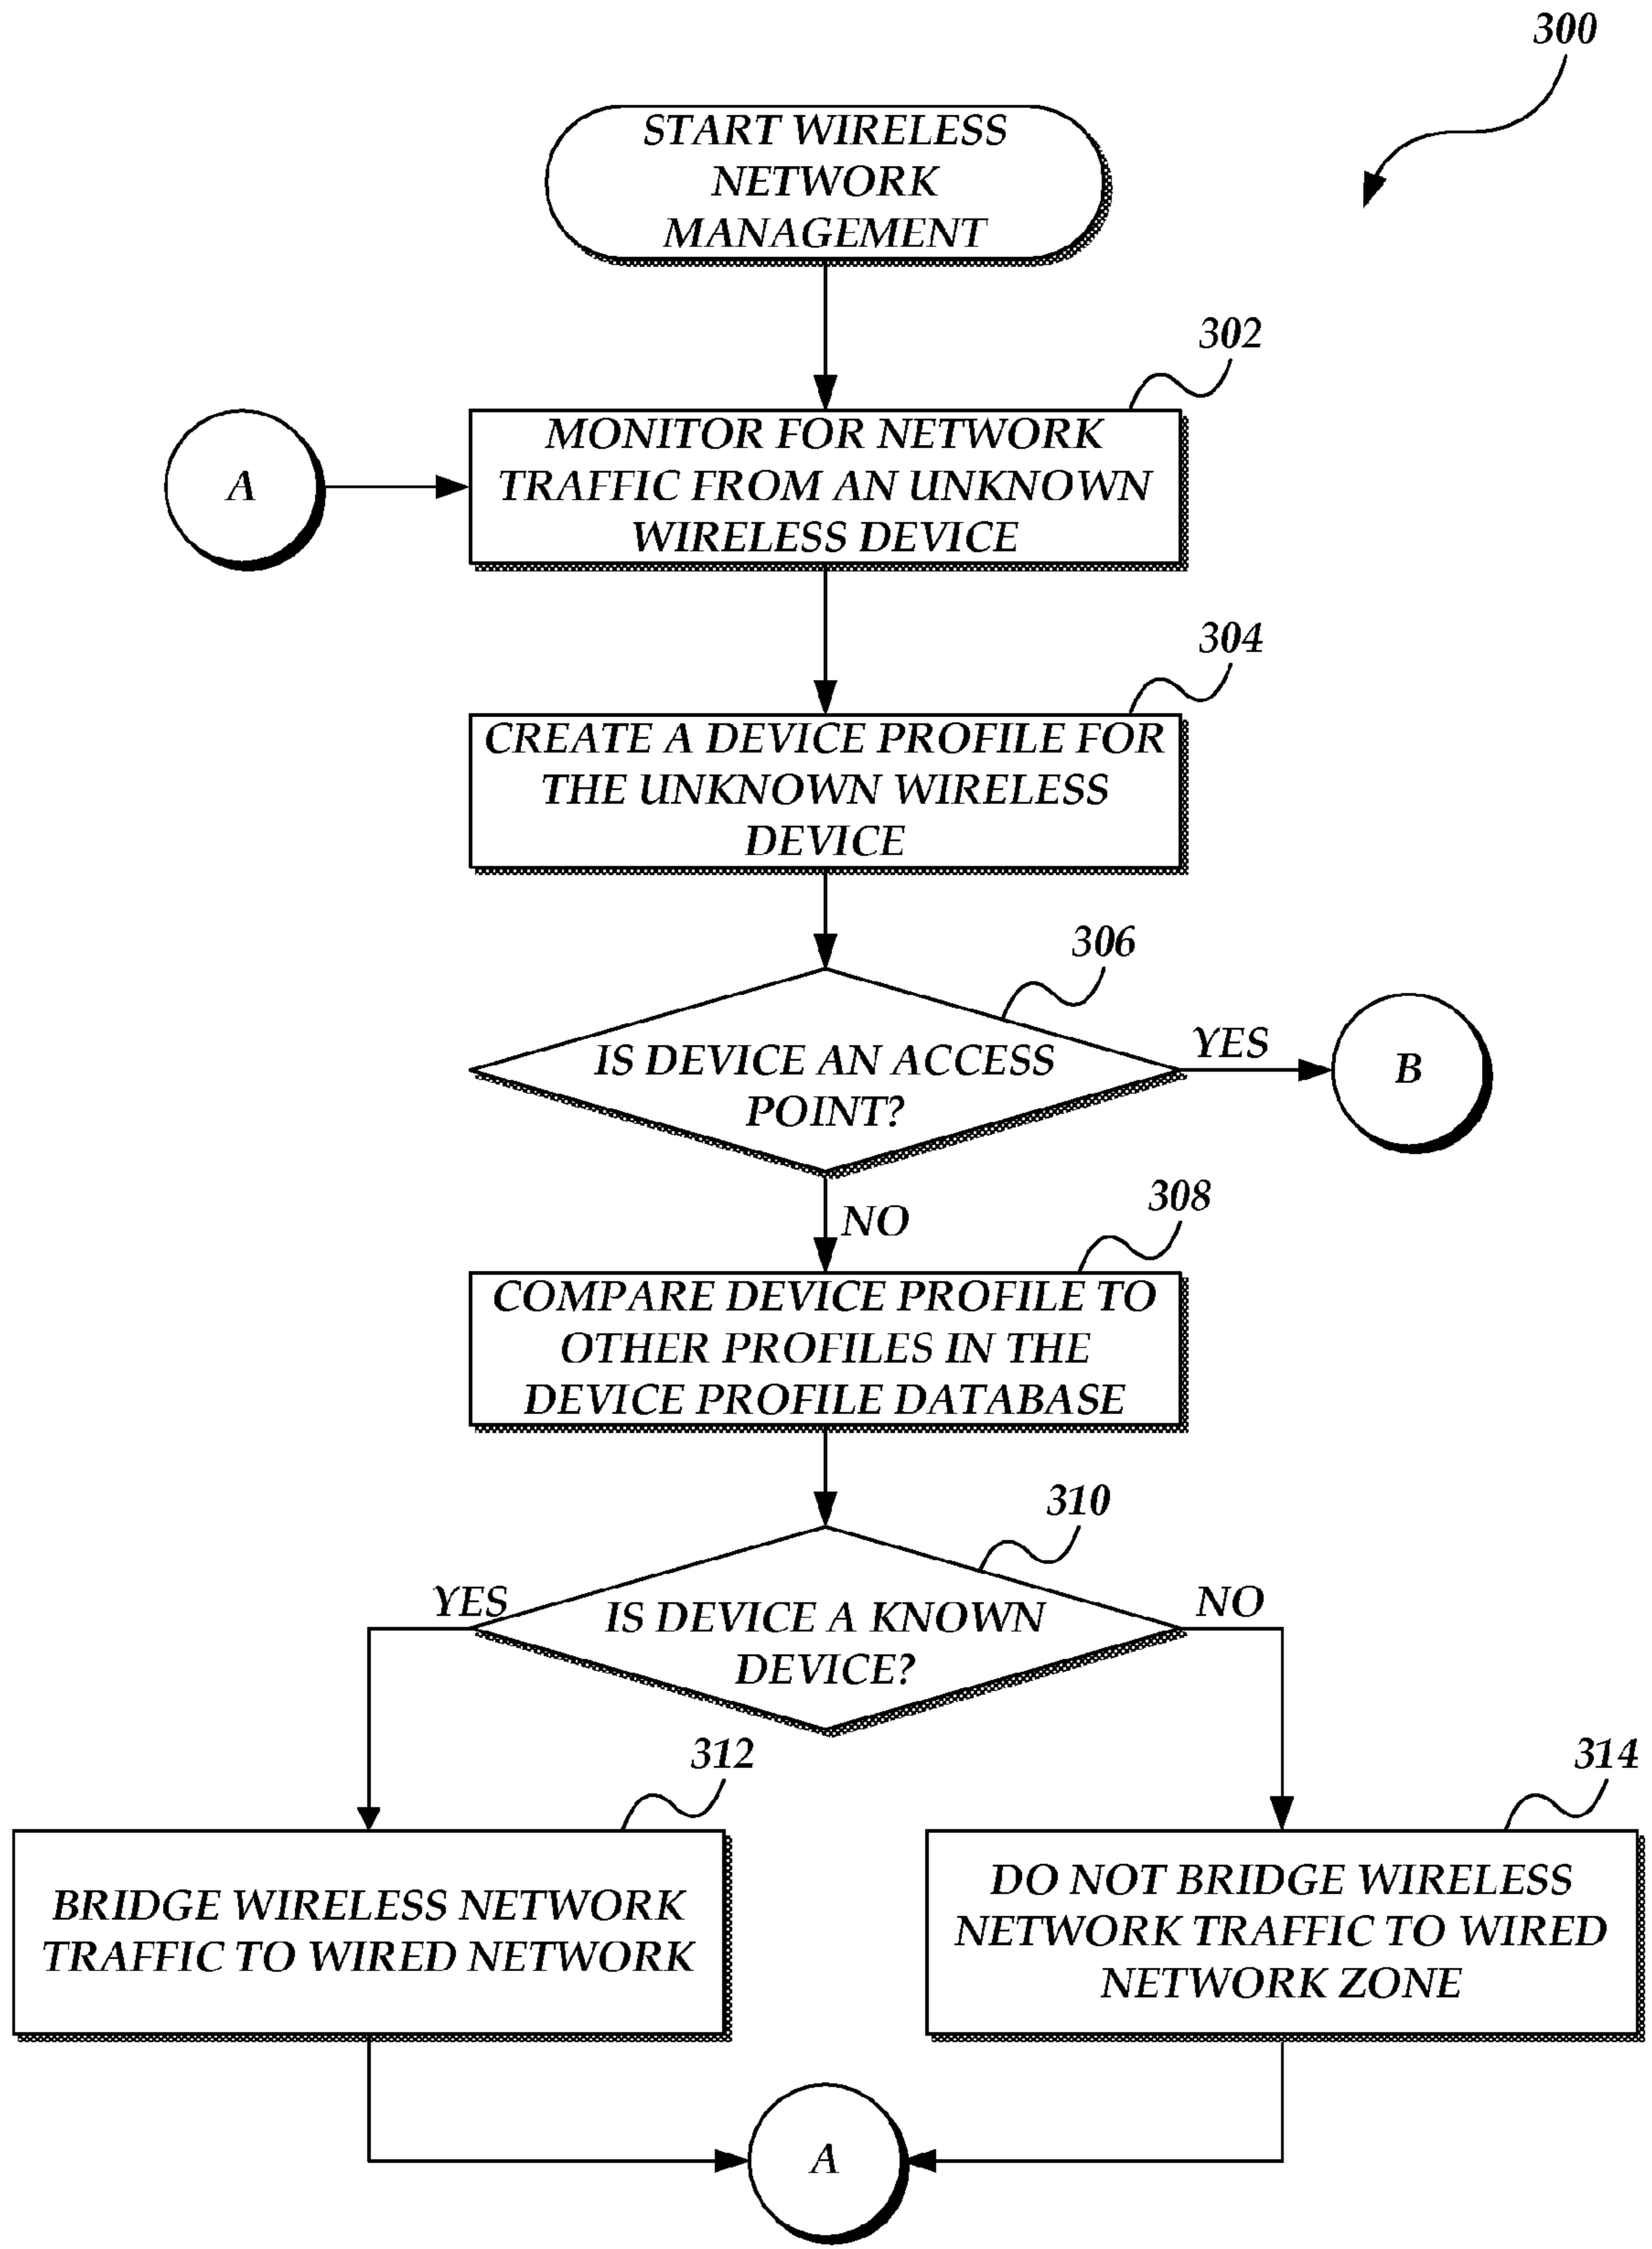 300
START WIRELESS
NETWORK
MANAGEMENT
302
A
MONITOR FOR NETWORK
TRAFFIC FROM AN UNKNOWN
WIRELESS DEVICE
304
CREATE A DEVICE PROFILE FOR
THE UNKNOWN WIRELESS
DEVICE
306
IS DEVICE AN ACCESS
POINT?
YES
B
NO
308
COMPARE DEVICE PROFILE TO
OTHER PROFILES IN THE
DEVICE PROFILE DATABASE
310
YES
IS DEVICE A KNOWN
DEVICE?
NO
312
BRIDGE WIRELESS NETWORK
TRAFFIC TO WIRED NETWORK
314
DO NOT BRIDGE WIRELESS
NETWORK TRAFFIC TO WIRED
NETWORK ZONE
A